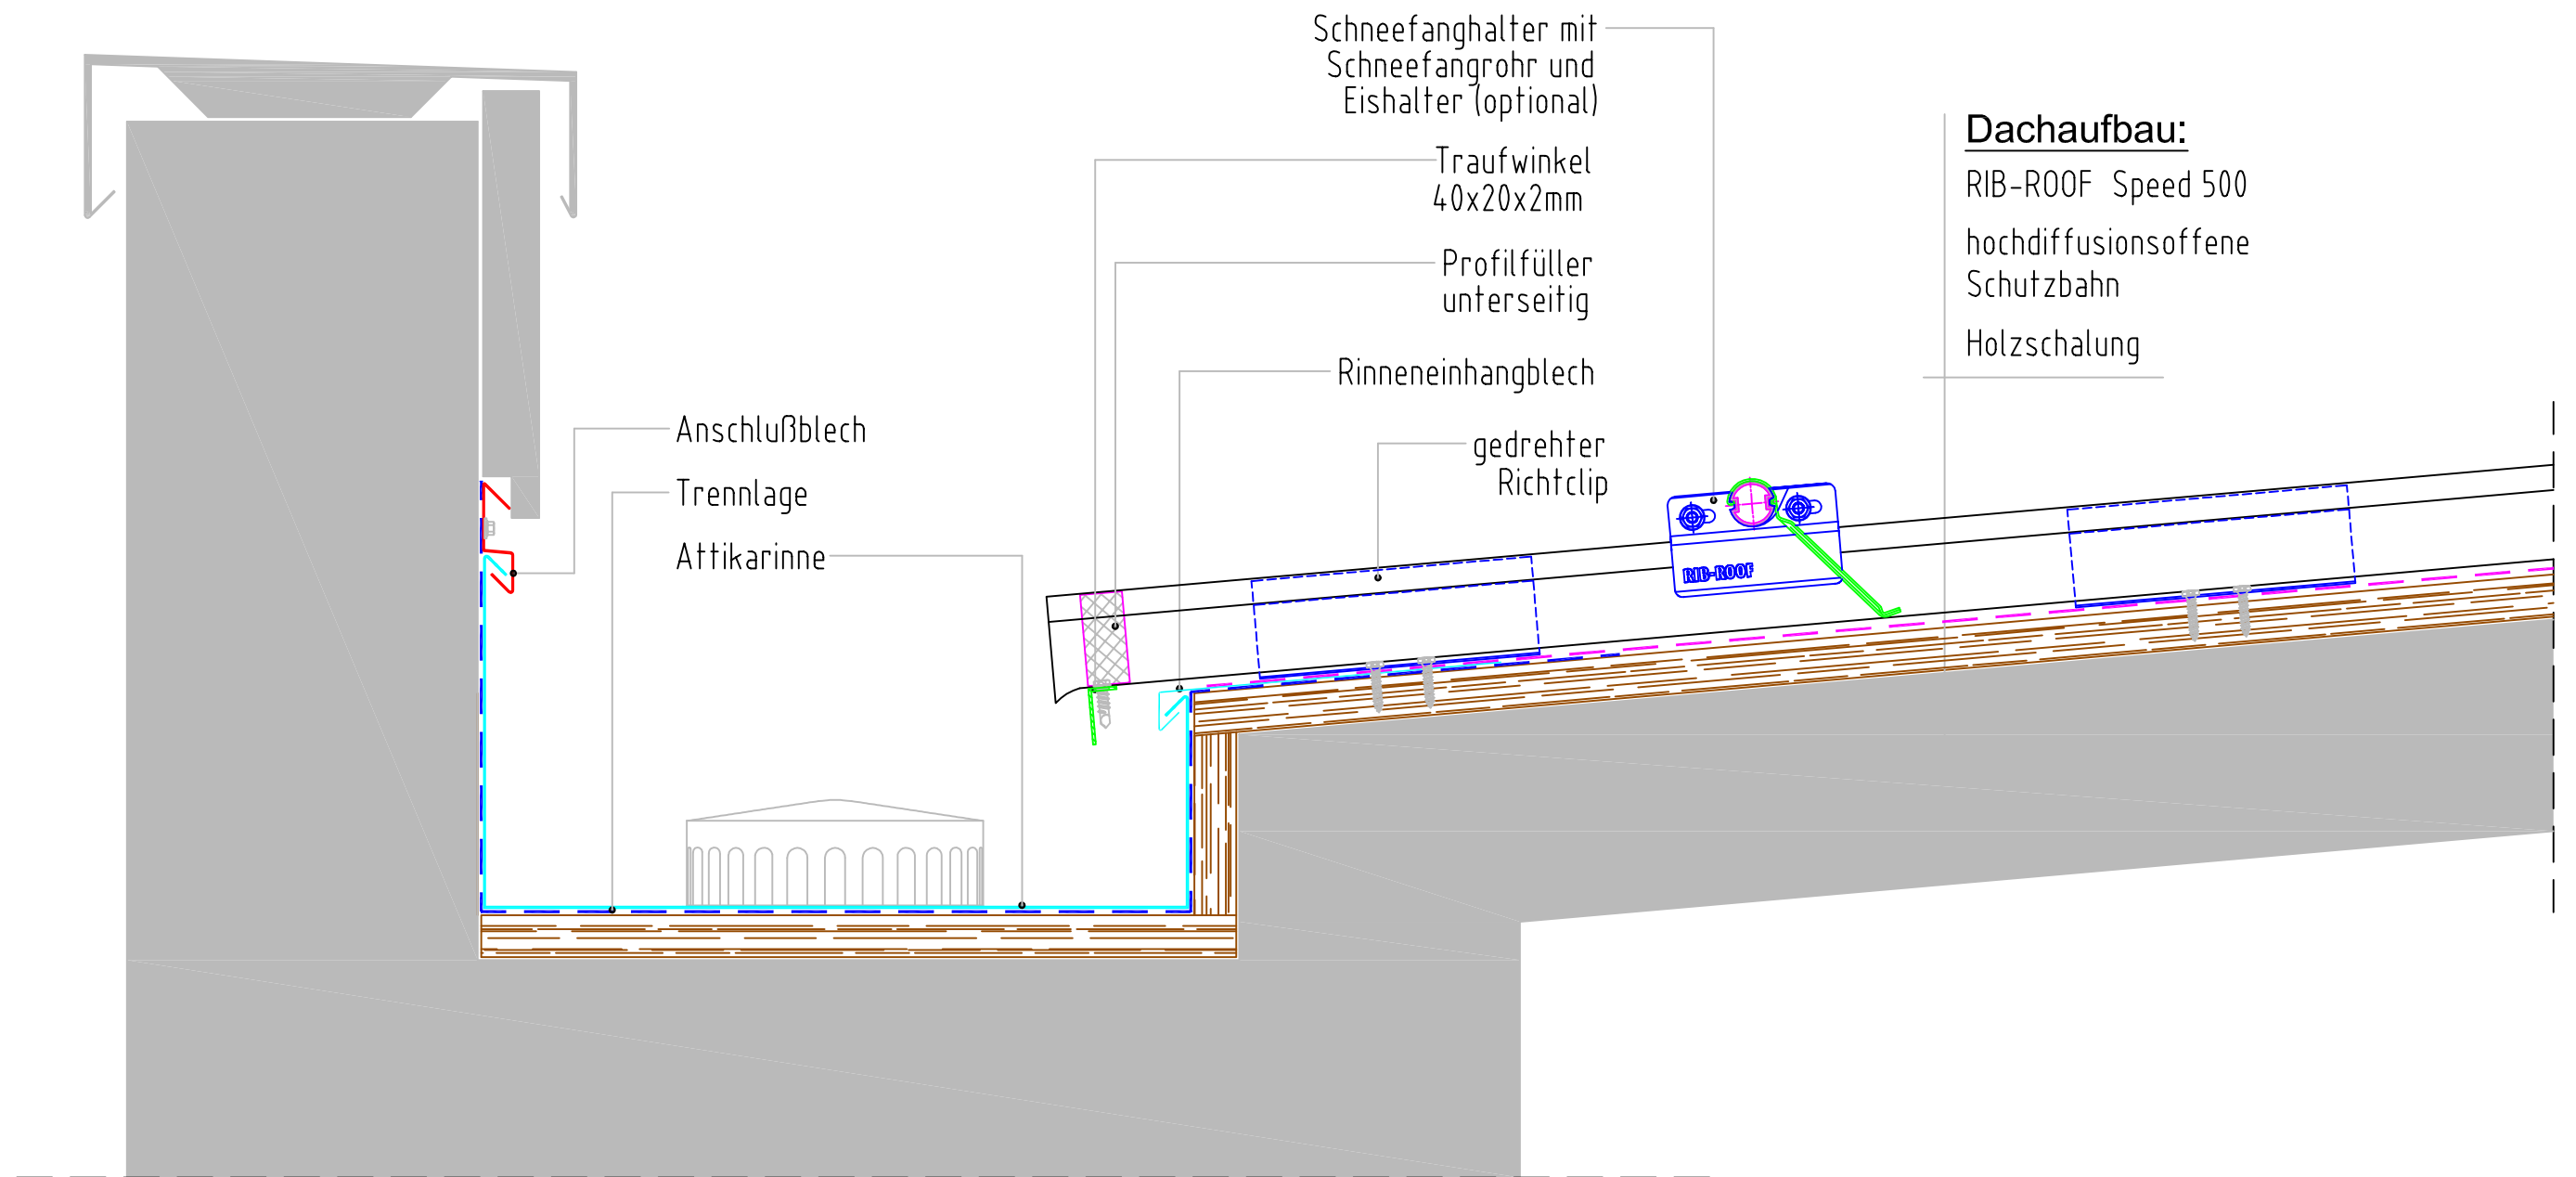 Schneefanghalter mit
Schneefangrohr und
Eishalter (optional)
Traufwinkel
40x20x2mm
Profilfüller
unterseitig
Rinneneinhangblech
gedrehter
Richtclip
Dachaufbau:
RIB-ROOF Speed 500
hochdiffusionsoffene
Schutzbahn
Holzschalung
Anschlußblech
Trennlage
Attikarinne
RIB-ROOF